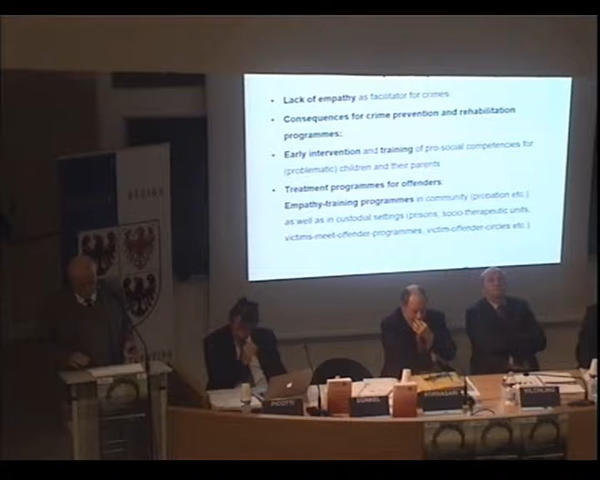 • Lack of empathy as facilitator for crimes
• Consequences for crime prevention and rehabilitation
programmes:
• Early intervention and training of pro-social competencies for
(problematic) children and their parents
• Treatment programmes for offenders
Empathy-training programmes in community (probation etc.)
as well as in custodial settings (prisons, socio-therapeutic units,
victims-meet-offender-programmes, victim-offender-circles etc.)
PICOTTI